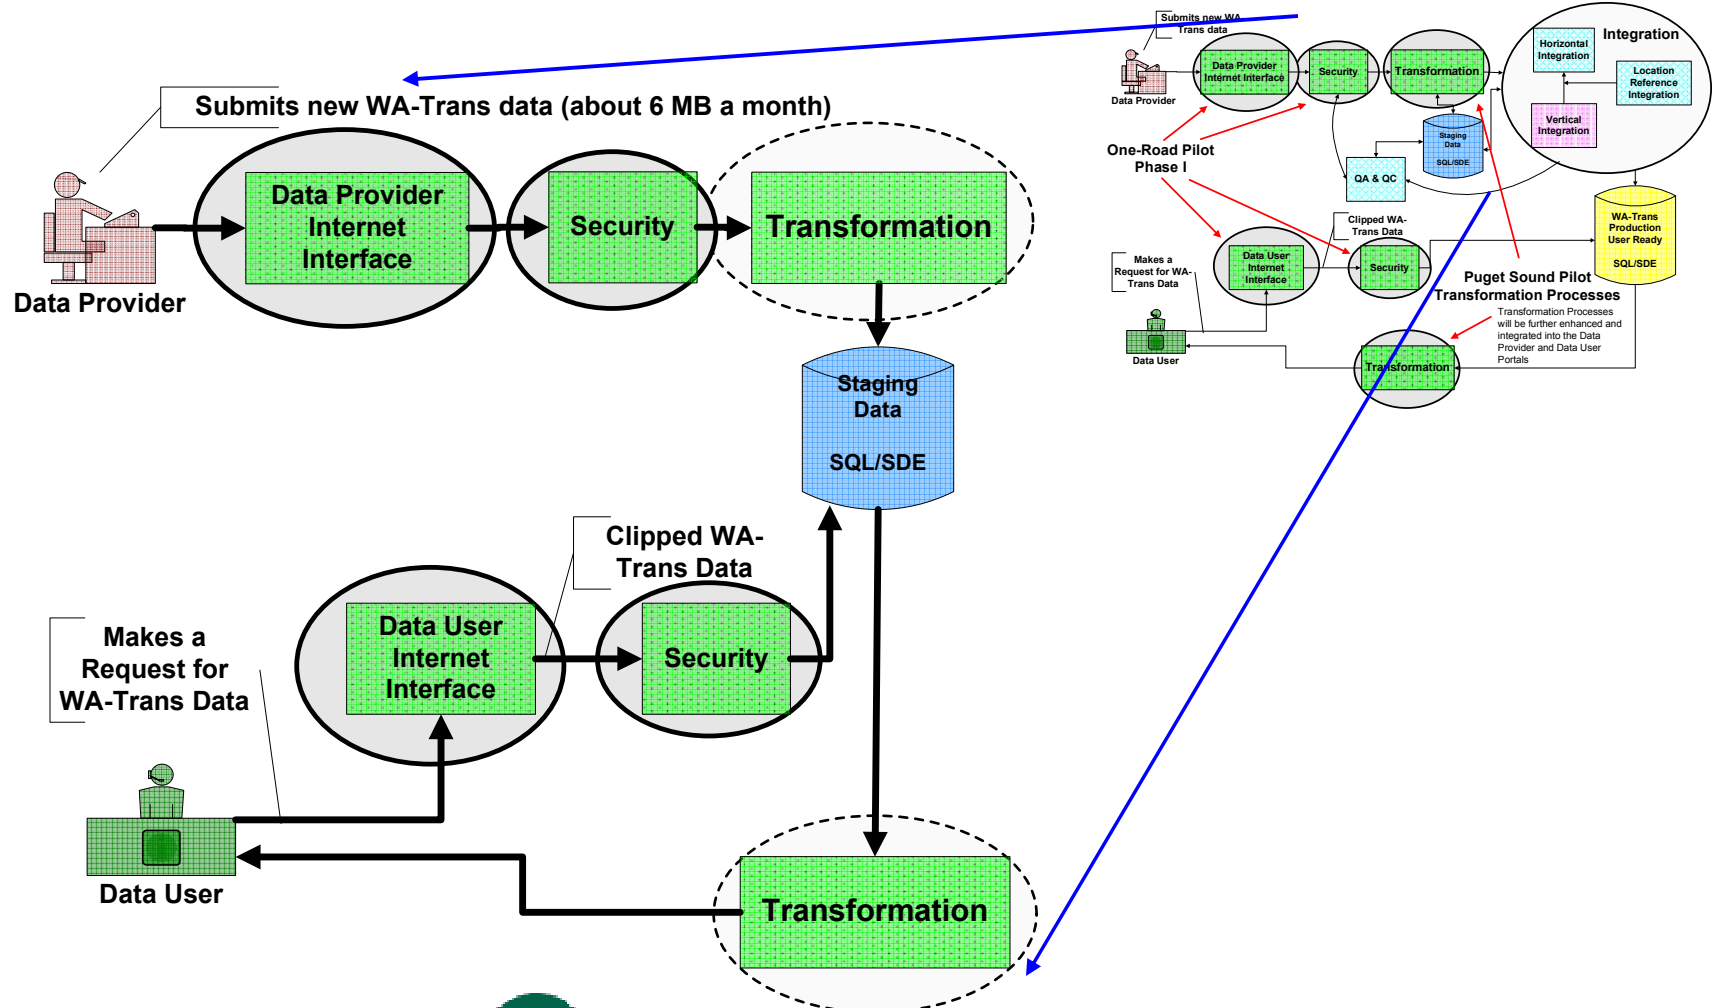 Submits new WA-Trans data (about 6 MB a month)
Data Provider
Internet
Interface
Security
Transformation
Data Provider
Staging
Data
SQL/SDE
Clipped WA-
Trans Data
Data User
Internet
Interface
Security
Makes a
Request for
WA-Trans Data
Data User
Transformation
Submits new WA-
Trans data
Data Provider
Internet Interface
Security
Transformation
Data Provider
Integration
Horizontal
Integration
Location
Reference
Integration
Vertical
Integration
Staging
Data
SQL/SDE
One-Road Pilot
Phase I
QA & QC
WA-Trans
Production
User Ready
SQL/SDE
Clipped WA-
Trans Data
Makes a
Request for WA-
Trans Data
Data User
Internet
Interface
Security
Puget Sound Pilot
Transformation Processes
Transformation Processes
will be further enhanced and
integrated into the Data
Provider and Data User
Portals
Data User
Transformation